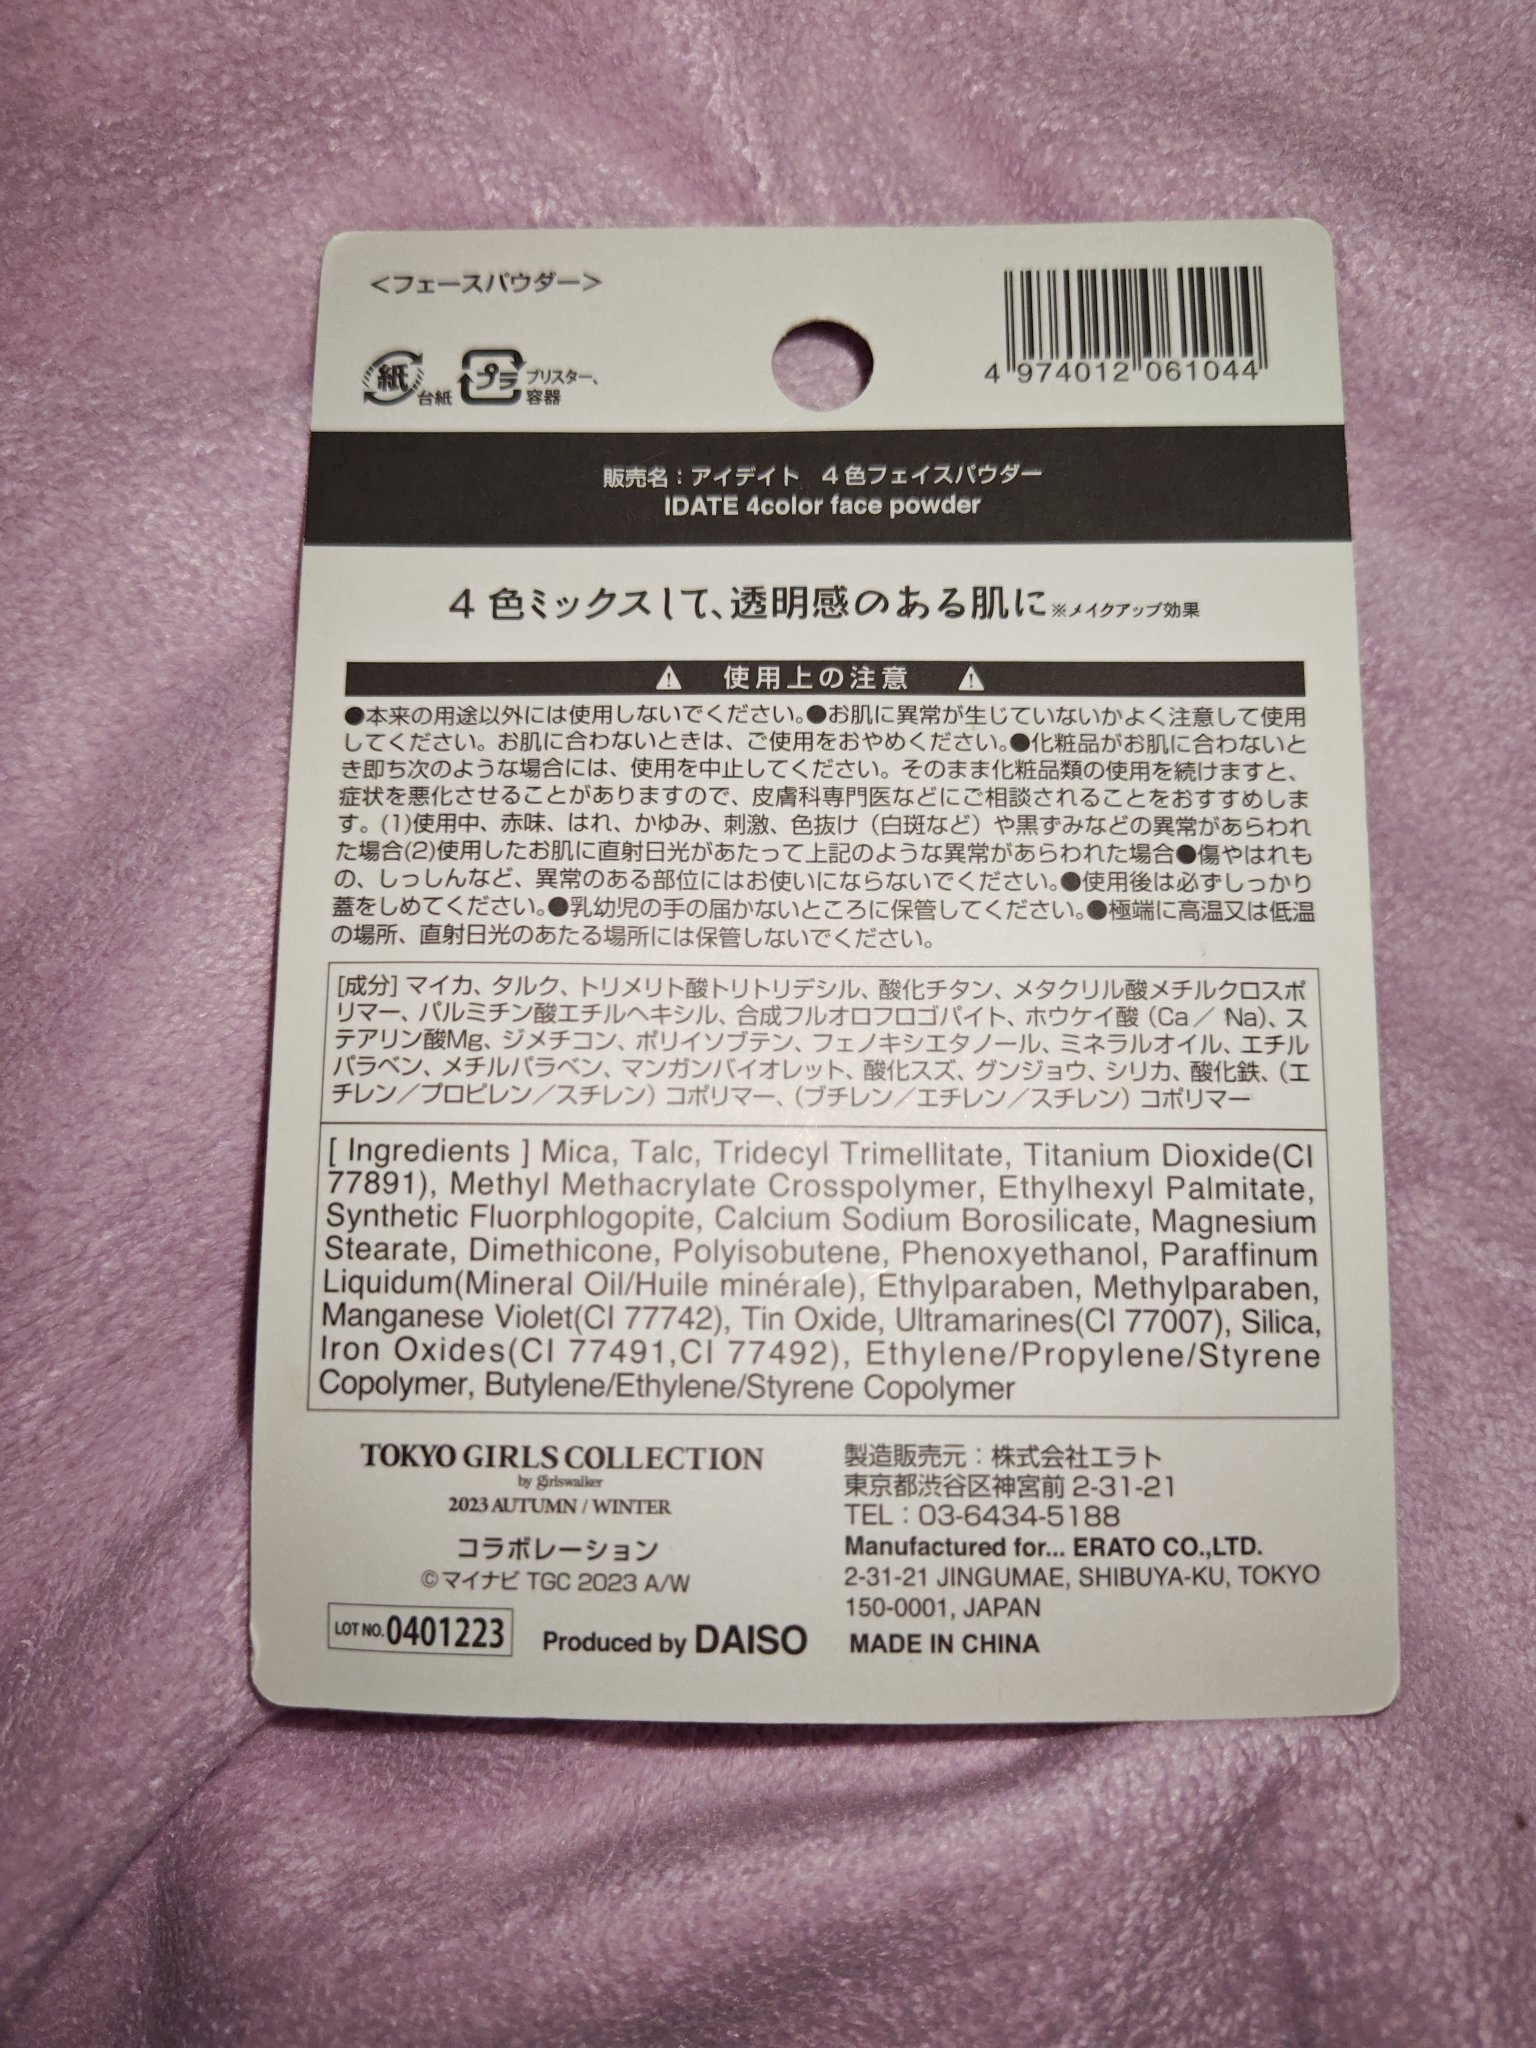 <フェースパウダー>
紙 台紙
プラ ブリスター、
容器
4 974012 061044
販売名：アイデイト 4色フェイスパウダー
IDATE 4color face powder
4色ミックスして、透明感のある肌に※メイクアップ効果
使用上の注意
●本来の用途以外には使用しないでください。●お肌に異常が生じていないかよく注意して使用
してください。お肌に合わないときは、ご使用をおやめください。●化粧品がお肌に合わないと
き即ち次のような場合には、使用を中止してください。そのまま化粧品類の使用を続けますと、
症状を悪化させることがありますので、皮膚科専門医などにご相談されることをおすすめしま
す。(1)使用中、赤味、はれ、かゆみ、刺激、色抜け（白斑など）や黒ずみなどの異常があらわれ
た場合(2)使用したお肌に直射日光があたって上記のような異常があらわれた場合●傷やはれも
の、しっしんなど、異常のある部位にはお使いにならないでください。●使用後は必ずしっかり
蓋をしめてください。●乳幼児の手の届かないところに保管してください。●極端に高温又は低温
の場所、直射日光のあたる場所には保管しないでください。
[成分] マイカ、タルク、トリメリト酸トリトリデシル、酸化チタン、メタクリル酸メチルクロスポ
リマー、パルミチン酸エチルヘキシル、合成フルオロフロゴパイト、ホウケイ酸（Ca／Na）、ス
テアリン酸Mg、ジメチコン、ポリイソブテン、フェノキシエタノール、ミネラルオイル、エチル
パラベン、メチルパラベン、マンガンバイオレット、酸化スズ、グンジョウ、シリカ、酸化鉄、（エ
チレン／プロピレン／スチレン）コポリマー、（ブチレン／エチレン／スチレン）コポリマー
[ Ingredients ] Mica, Talc, Tridecyl Trimellitate, Titanium Dioxide(CI
77891), Methyl Methacrylate Crosspolymer, Ethylhexyl Palmitate,
Synthetic Fluorphlogopite, Calcium Sodium Borosilicate, Magnesium
Stearate, Dimethicone, Polyisobutene, Phenoxyethanol, Paraffinum
Liquidum(Mineral Oil/Huile minérale), Ethylparaben, Methylparaben,
Manganese Violet(CI 77742), Tin Oxide, Ultramarines(CI 77007), Silica,
Iron Oxides(CI 77491,CI 77492), Ethylene/Propylene/Styrene
Copolymer, Butylene/Ethylene/Styrene Copolymer
TOKYO GIRLS COLLECTION
by girlswalker
2023 AUTUMN / WINTER
コラボレーション
©マイナビ TGC 2023 A/W
LOT NO. 0401223
Produced by DAISO
製造販売元：株式会社エラト
東京都渋谷区神宮前 2-31-21
TEL：03-6434-5188
Manufactured for... ERATO CO.,LTD.
2-31-21 JINGUMAE, SHIBUYA-KU, TOKYO
150-0001, JAPAN
MADE IN CHINA